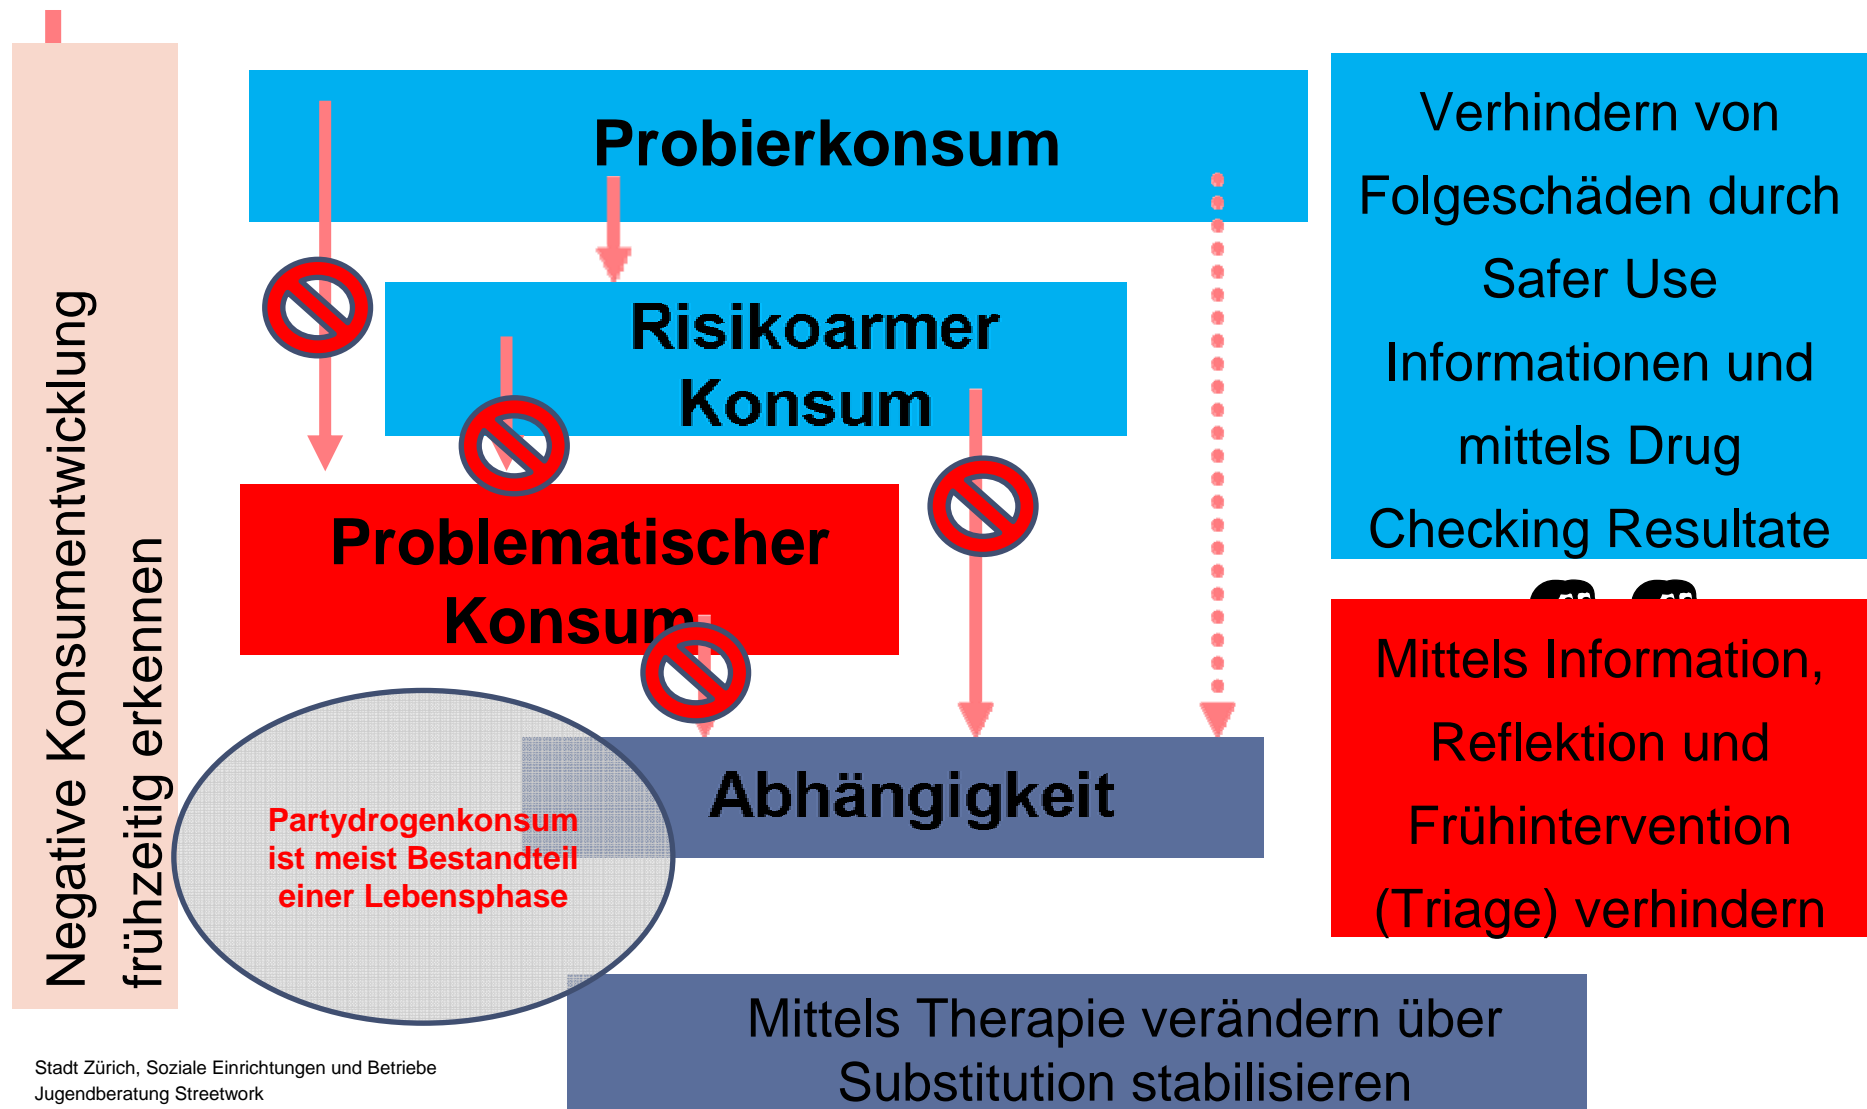 Negative Konsumentwicklung
frühzeitig erkennen
Probierkonsum
Risikoarmer
Konsum
Problematischer
Konsum
Abhängigkeit
Partydrogenkonsum
ist meist Bestandteil
einer Lebensphase
Verhindern von
Folgeschäden durch
Safer Use
Informationen und
mittels Drug
Checking Resultate
Mittels Information,
Reflektion und
Frühintervention
(Triage) verhindern
Mittels Therapie verändern über
Substitution stabilisieren
Stadt Zürich, Soziale Einrichtungen und Betriebe
Jugendberatung Streetwork